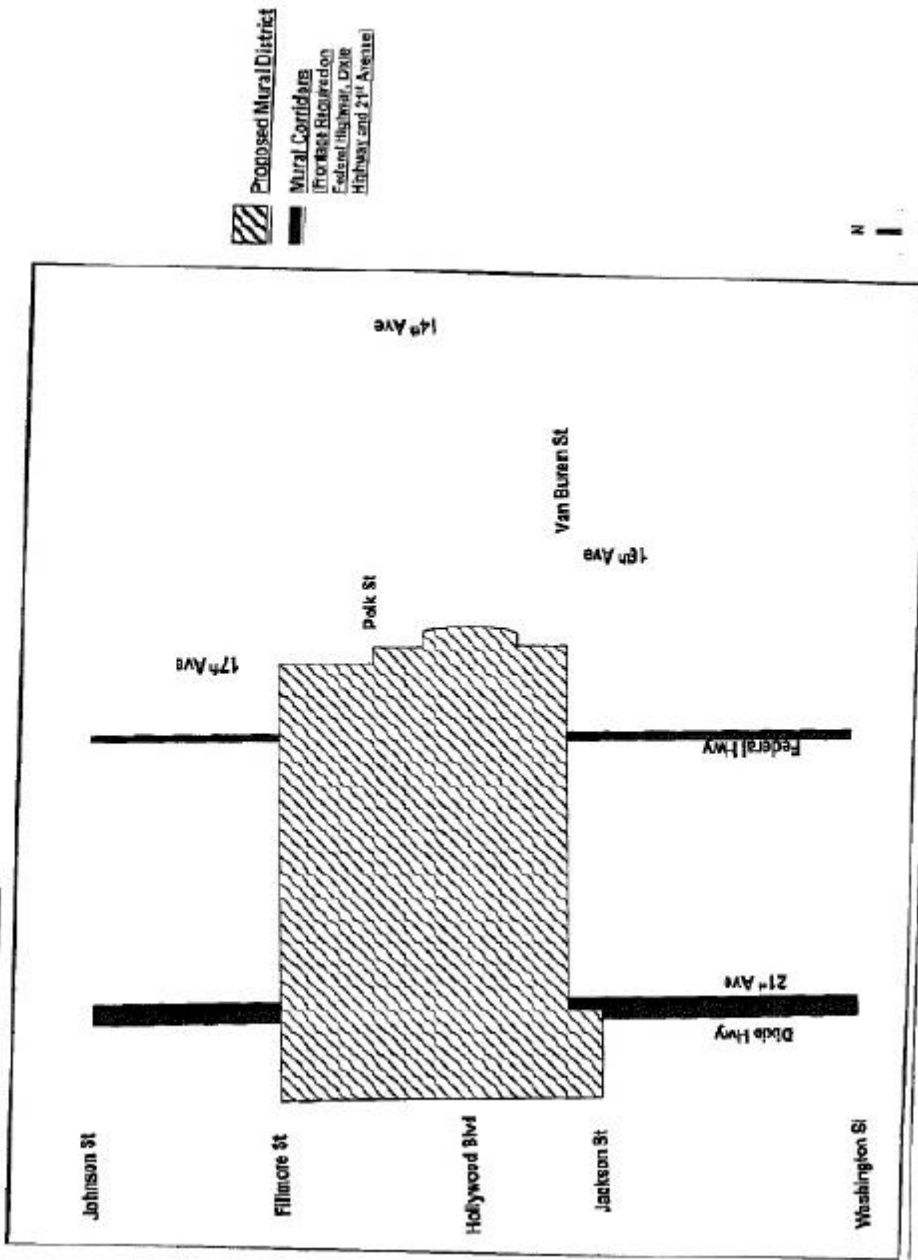 Proposed Mural District
Mural Corridors
(Frontage Required on
Federal Highway, Dixie
Highway and 21st Avenue)
N
Johnson St
Fillmore St
Hollywood Blvd
Jackson St
Washington St
17th Ave
Polk St
14th Ave
Van Buren St
16th Ave
Federal Hwy
21st Ave
Dixie Hwy